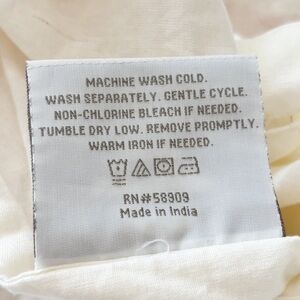 MACHINE WASH COLD.
WASH SEPARATELY. GENTLE CYCLE.
NON-CHLORINE BLEACH IF NEEDED.
TUMBLE DRY LOW. REMOVE PROMPTLY.
WARM IRON IF NEEDED.
RN#58909
Made in India